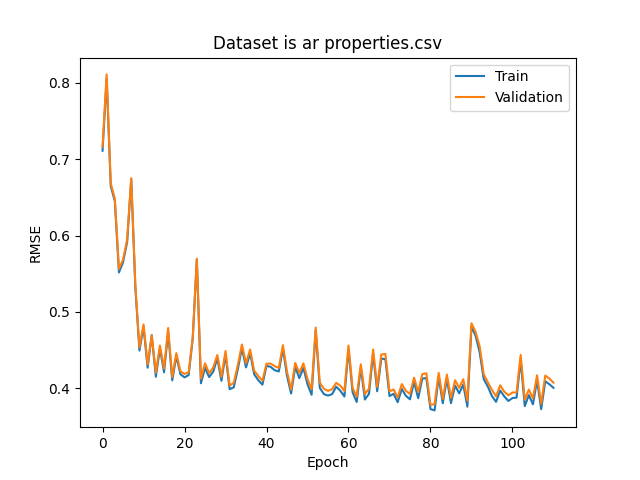 Dataset is ar properties.csv
Train
Validation
RMSE
0.8
0.7
0.6
0.5
0.4
0 20 40 60 80 100
Epoch